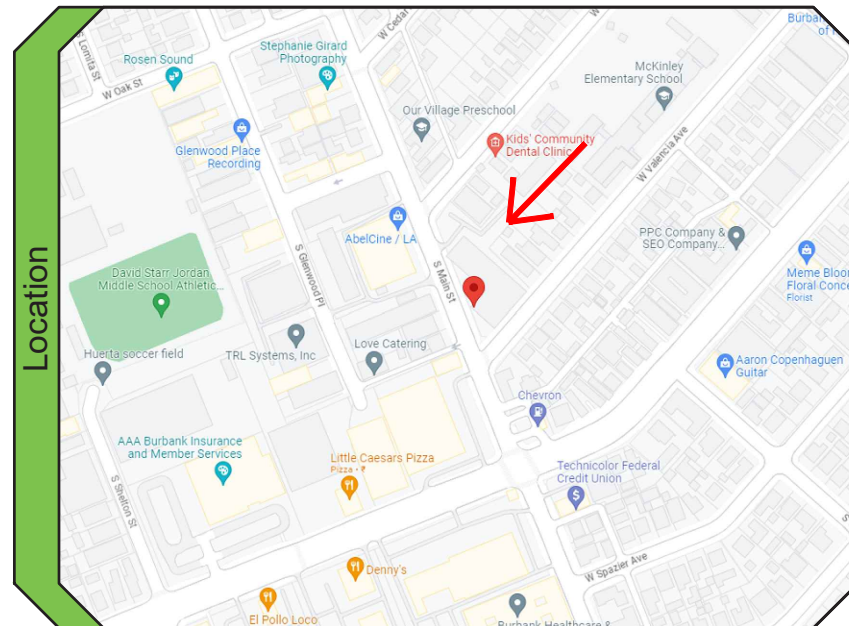 Location
S Lomita St
W Oak St
Rosen Sound
Stephanie Girard
Photography
W Cedar
Burban
of
McKinley
Elementary School
Our Village Preschool
Glenwood Place
Recording
Kids' Community
Dental Clinic
W Valencia Ave
AbelCine / LA
PPC Company &
SEO Company...
S Glenwood Pl
S Main St
Meme Bloom
Floral Conce
Florist
David Starr Jordan
Middle School Athletic...
Huerta soccer field
TRL Systems, Inc
Love Catering
Aaron Copenhaguen
Guitar
Chevron
AAA Burbank Insurance
and Member Services
Little Caesars Pizza
Pizza • ₹
Technicolor Federal
Credit Union
S Shelton St
Denny's
W Spazier Ave
El Pollo Loco
Burbank Healthcare &